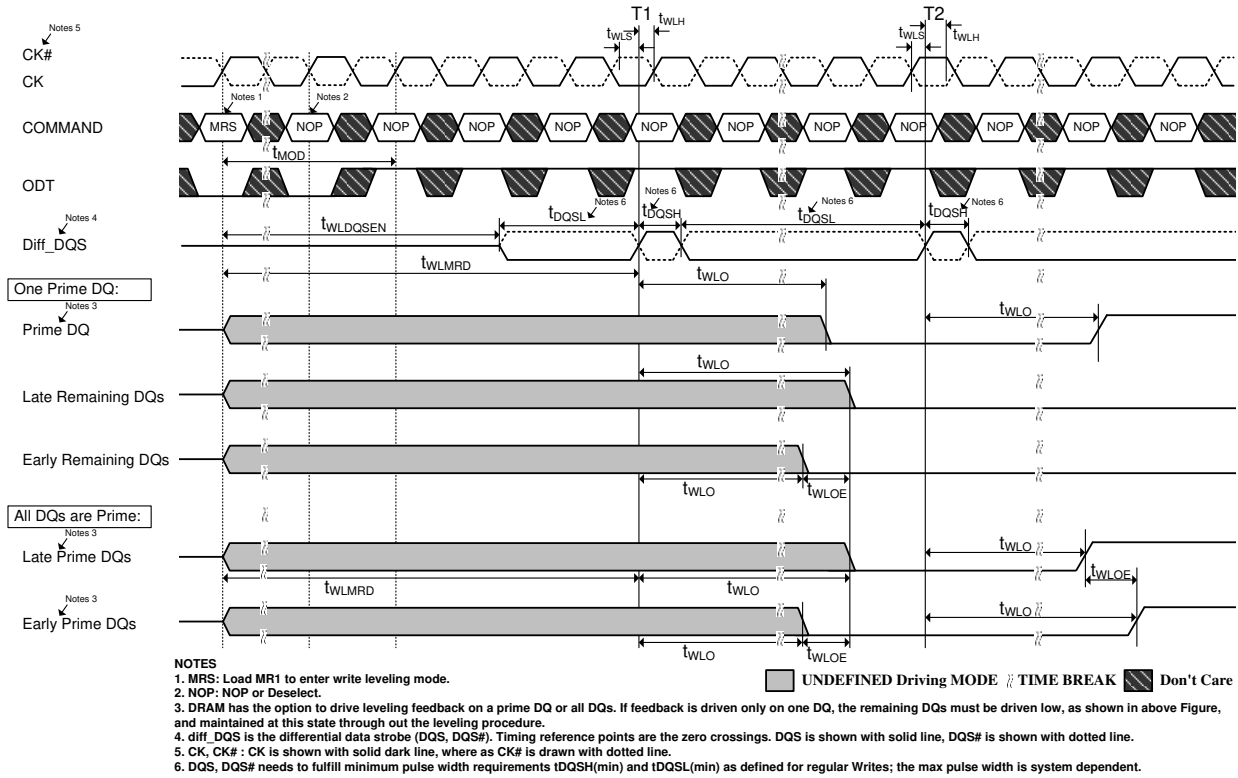 T1 T2
Notes 5
tWLS tWLH tWLS tWLH
CK#
CK
Notes 1 Notes 2
COMMAND MRS NOP NOP NOP NOP NOP NOP NOP NOP NOP NOP NOP
tMOD
ODT
Notes 6 Notes 6 Notes 6 Notes 6
Notes 4 tDQSL tDQSH tDQSL tDQSH
tWLDQSEN
Diff_DQS
tWLMRD tWLO
One Prime DQ:
Notes 3
Prime DQ tWLO
tWLO
Late Remaining DQs
Early Remaining DQs
tWLO tWLOE
All DQs are Prime:
Notes 3
Late Prime DQs tWLO
tWLMRD tWLO tWLOE
Notes 3
Early Prime DQs tWLO
tWLO tWLOE
NOTES
UNDEFINED Driving MODE TIME BREAK Don't Care
1. MRS: Load MR1 to enter write leveling mode.
2. NOP: NOP or Deselect.
3. DRAM has the option to drive leveling feedback on a prime DQ or all DQs. If feedback is driven only on one DQ, the remaining DQs must be driven low, as shown in above Figure,
and maintained at this state through out the leveling procedure.
4. diff_DQS is the differential data strobe (DQS, DQS#). Timing reference points are the zero crossings. DQS is shown with solid line, DQS# is shown with dotted line.
5. CK, CK# : CK is shown with solid dark line, where as CK# is drawn with dotted line.
6. DQS, DQS# needs to fulfill minimum pulse width requirements tDQSH(min) and tDQSL(min) as defined for regular Writes; the max pulse width is system dependent.